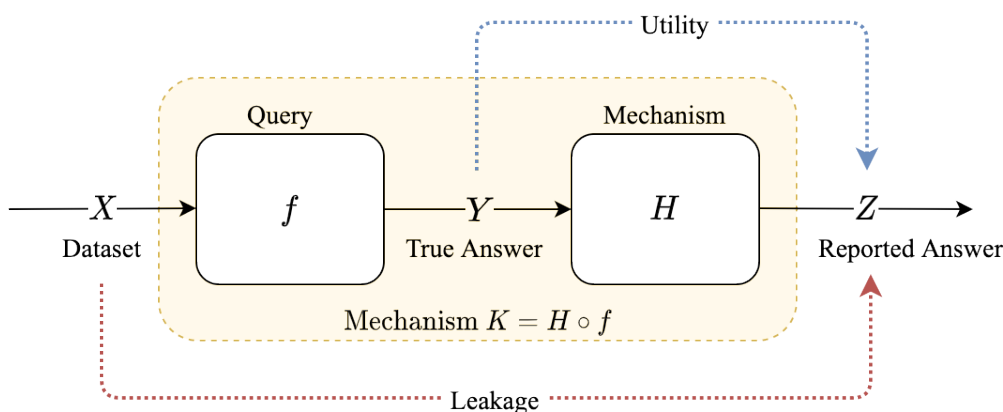 Utility
Query
Mechanism
X
f
Y
H
Z
Dataset
True Answer
Reported Answer
Mechanism K = H ∘ f
Leakage